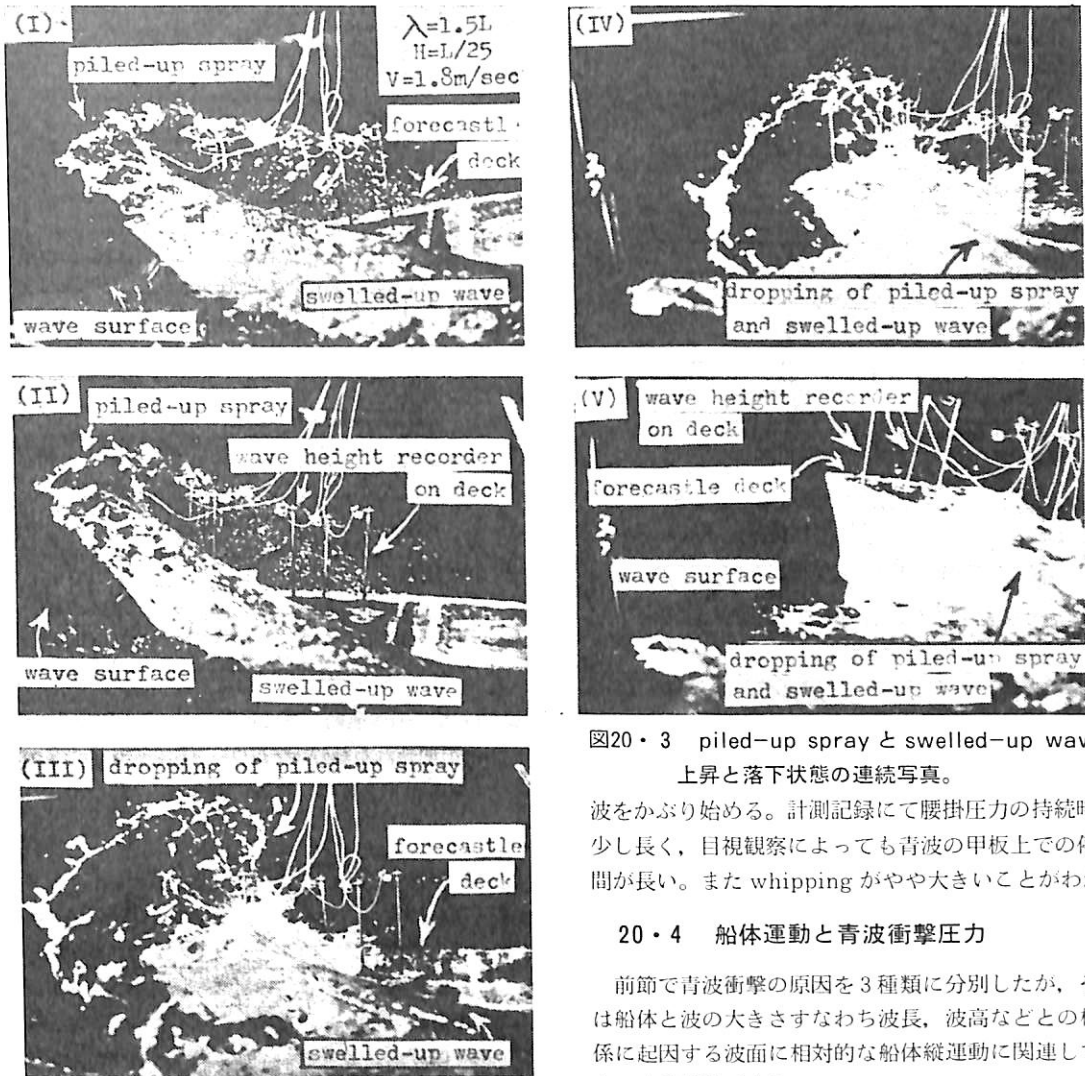 (I)
λ=1.5L
H=L/25
V=1.8m/sec
piled-up spray
forecastl
deck
swelled-up wave
wave surface
(II)
piled-up spray
wave height recorder
on deck
wave surface
swelled-up wave
(III)
dropping of piled-up spray
forecastle
deck
swelled-up wave
(IV)
dropping of piled-up spray
and swelled-up wave
(V)
wave height recorder
on deck
forecastle deck
wave surface
dropping of piled-up spray
and swelled-up wave
図20・3 piled-up spray と swelled-up wav
上昇と落下状態の連続写真。
波をかぶり始める。計測記録にて腰掛圧力の持続時
少し長く，目視観察によっても青波の甲板上での
間が長い。また whipping がやや大きいことがわ
20・4 船体運動と青波衝撃圧力
前節で青波衝撃の原因を3種類に分別したが，
は船体と波の大きさすなわち波長，波高などとの
係に起因する波面に相対的な船体縦運動に関連し